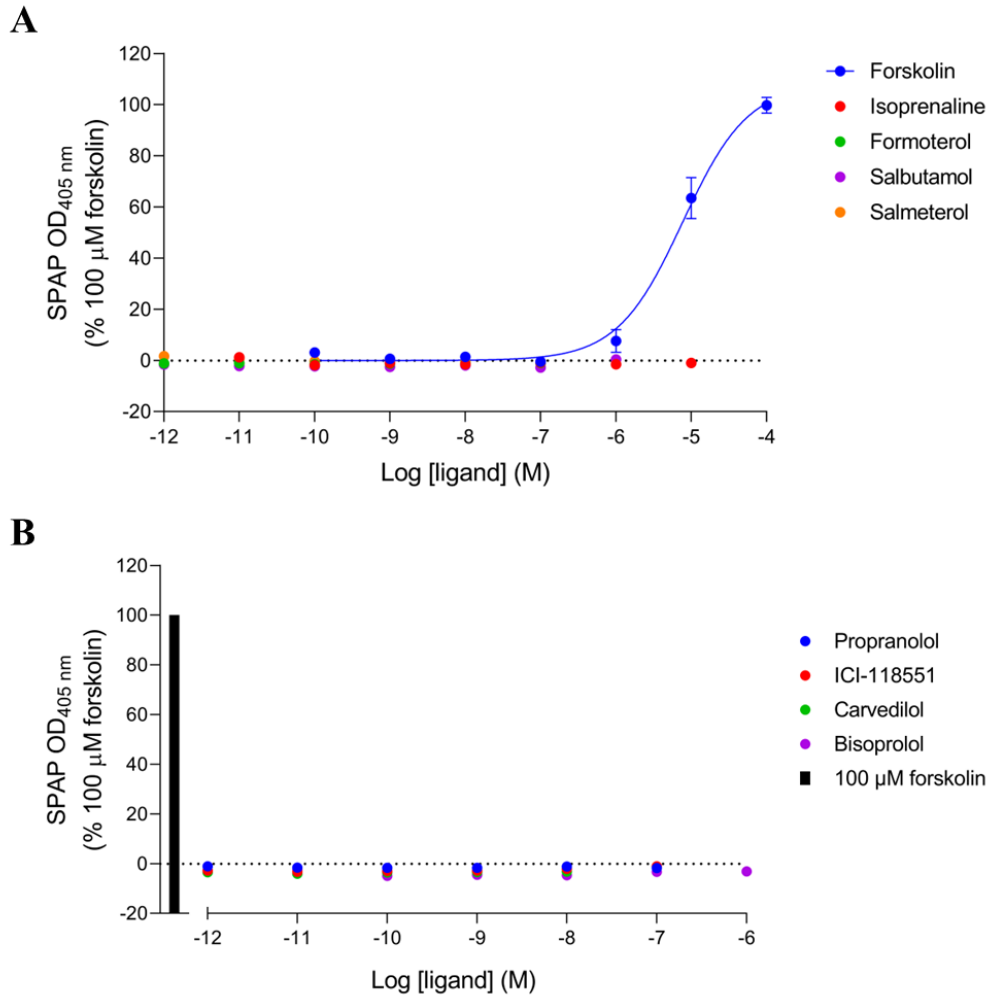 A
120
100
80
60
40
20
0
-20
SPAP OD405 nm
(% 100 μM forskolin)
-12 -11 -10 -9 -8 -7 -6 -5 -4
Log [ligand] (M)
Forskolin
Isoprenaline
Formoterol
Salbutamol
Salmeterol
B
120
100
80
60
40
20
0
-20
SPAP OD405 nm
(% 100 μM forskolin)
-12 -11 -10 -9 -8 -7 -6
Log [ligand] (M)
Propranolol
ICI-118551
Carvedilol
Bisoprolol
100 μM forskolin